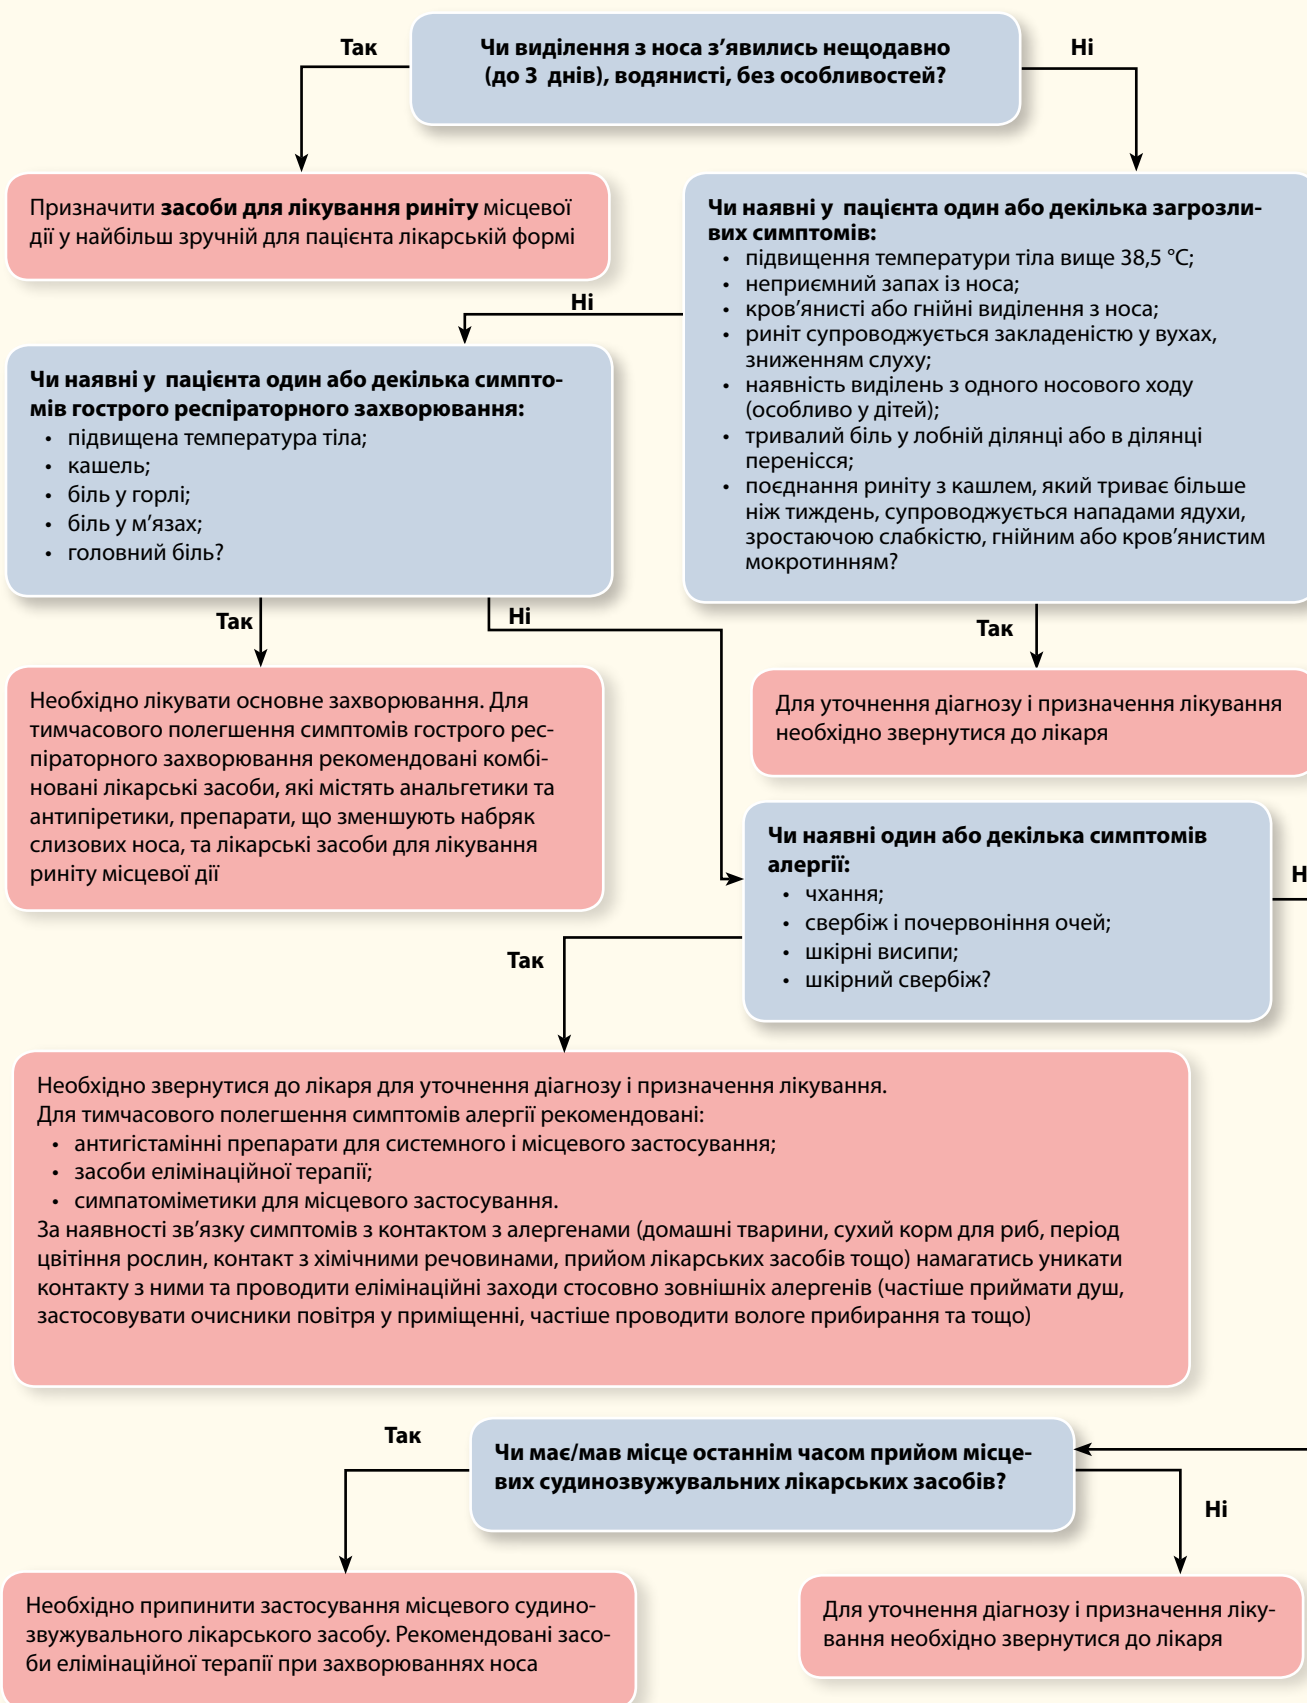 Так
Чи виділення з носа з’явились нещодавно
(до 3 днів), водянисті, без особливостей?
Ні
Призначити засоби для лікування риніту місцевої
дії у найбільш зручній для пацієнта лікарській формі
Чи наявні у пацієнта один або декілька загрозли-
вих симптомів:
• підвищення температури тіла вище 38,5 °С;
• неприємний запах із носа;
• кров’янисті або гнійні виділення з носа;
• риніт супроводжується закладеністю у вухах,
зниженням слуху;
• наявність виділень з одного носового ходу
(особливо у дітей);
• тривалий біль у лобній ділянці або в ділянці
перенісся;
• поєднання риніту з кашлем, який триває більше
ніж тиждень, супроводжується нападами ядухи,
зростаючою слабкістю, гнійним або кров’янистим
мокротинням?
Ні
Чи наявні у пацієнта один або декілька симпто-
мів гострого респіраторного захворювання:
• підвищена температура тіла;
• кашель;
• біль у горлі;
• біль у м’язах;
• головний біль?
Так
Ні
Так
Необхідно лікувати основне захворювання. Для
тимчасового полегшення симптомів гострого рес-
піраторного захворювання рекомендовані комбі-
новані лікарські засоби, які містять анальгетики та
антипіретики, препарати, що зменшують набряк
слизових носа, та лікарські засоби для лікування
риніту місцевої дії
Для уточнення діагнозу і призначення лікування
необхідно звернутися до лікаря
Чи наявні один або декілька симптомів
алергії:
• чхання;
• свербіж і почервоніння очей;
• шкірні висипи;
• шкірний свербіж?
Н
Так
Необхідно звернутися до лікаря для уточнення діагнозу і призначення лікування.
Для тимчасового полегшення симптомів алергії рекомендовані:
• антигістамінні препарати для системного і місцевого застосування;
• засоби елімінаційної терапії;
• симпатоміметики для місцевого застосування.
За наявності зв’язку симптомів з контактом з алергенами (домашні тварини, сухий корм для риб, період
цвітіння рослин, контакт з хімічними речовинами, прийом лікарських засобів тощо) намагатись уникати
контакту з ними та проводити елімінаційні заходи стосовно зовнішніх алергенів (частіше приймати душ,
застосовувати очисники повітря у приміщенні, частіше проводити вологе прибирання та тощо)
Так
Чи має/мав місце останнім часом прийом місце-
вих судинозвужувальних лікарських засобів?
Ні
Необхідно припинити застосування місцевого судино-
звужувального лікарського засобу. Рекомендовані засо-
би елімінаційної терапії при захворюваннях носа
Для уточнення діагнозу і призначення ліку-
вання необхідно звернутися до лікаря